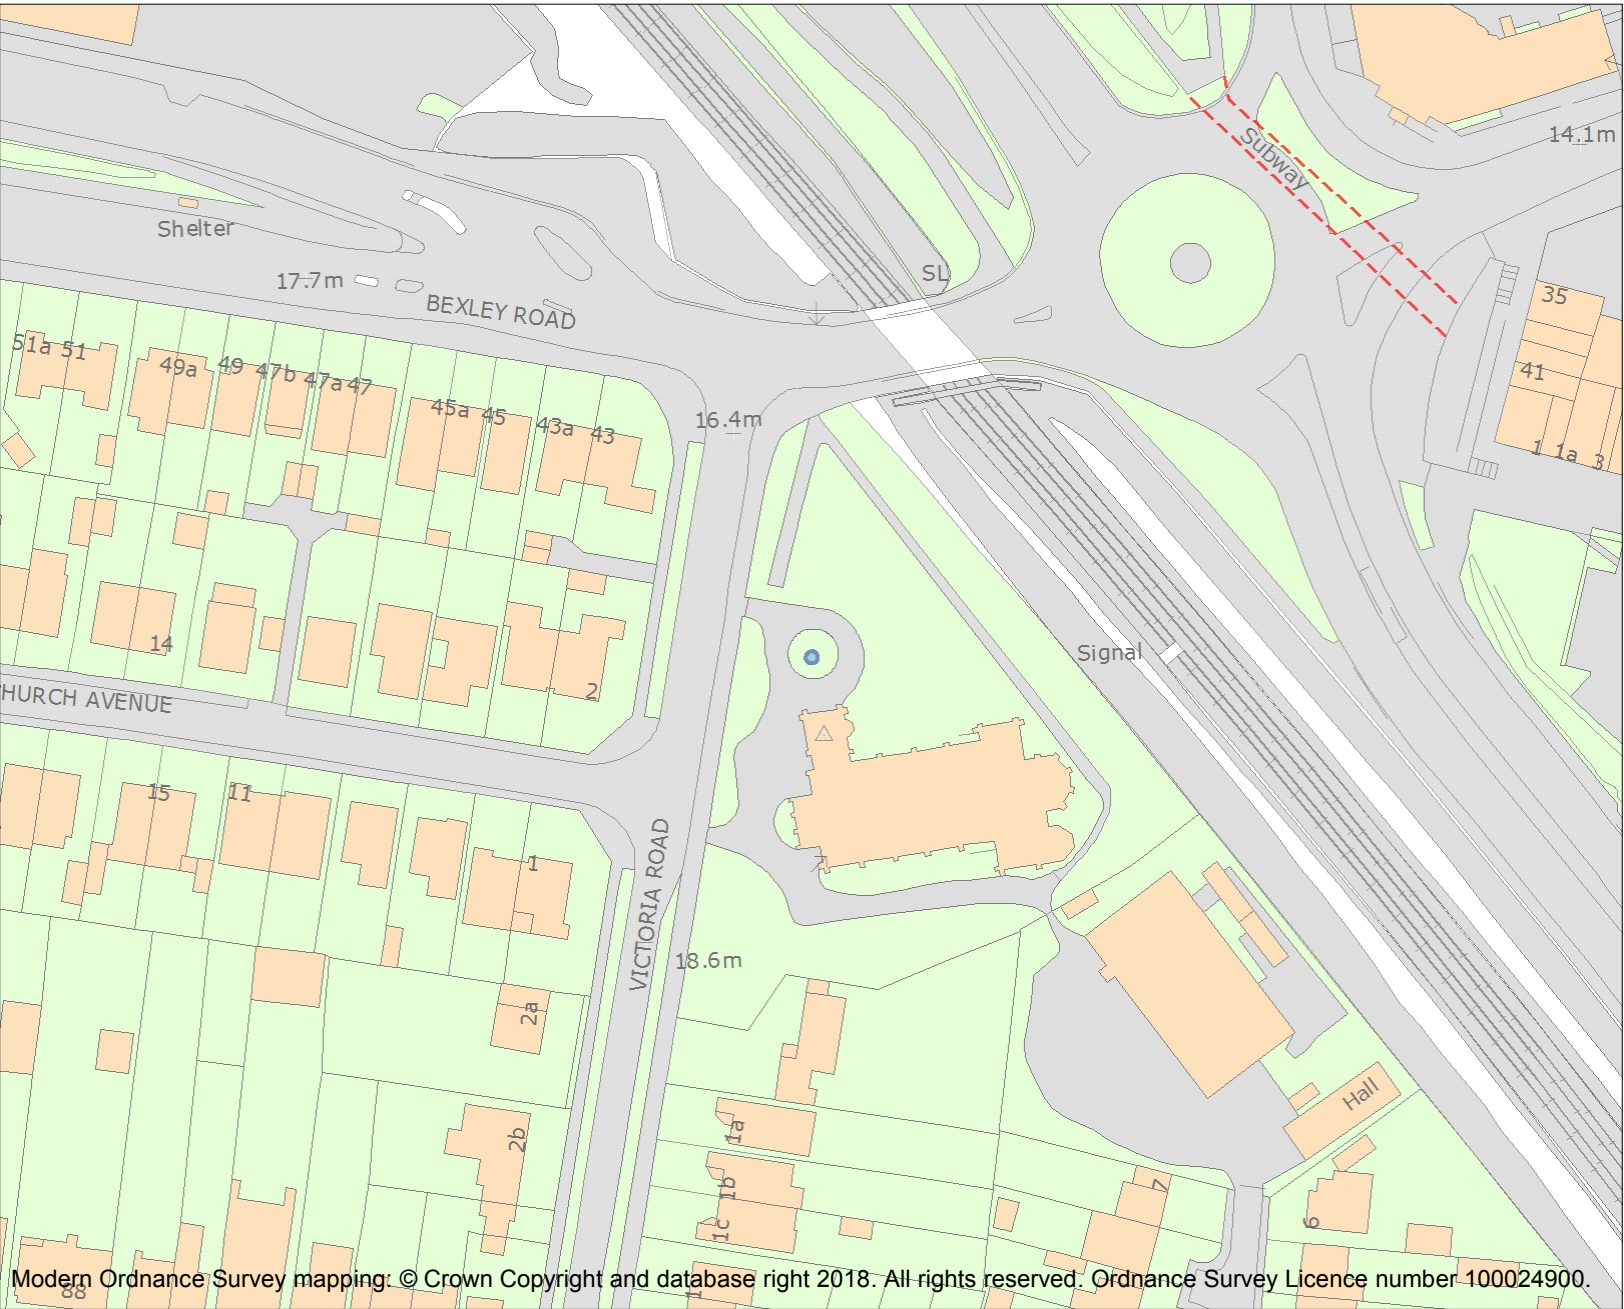 Subway
14.1m
Shelter
17.7m
SL
BEXLEY ROAD
35
51a 51
49a
49
47b
47a
47
41
45a
45
43a
43
16.4m
1
1a
3
14
2
Signal
HURCH AVENUE
15
11
1
VICTORIA ROAD
18.6m
2a
Hall
2b
1a
1b
7
1c
6
1
88
Modern Ordnance Survey mapping: © Crown Copyright and database right 2018. All rights reserved. Ordnance Survey Licence number 100024900.